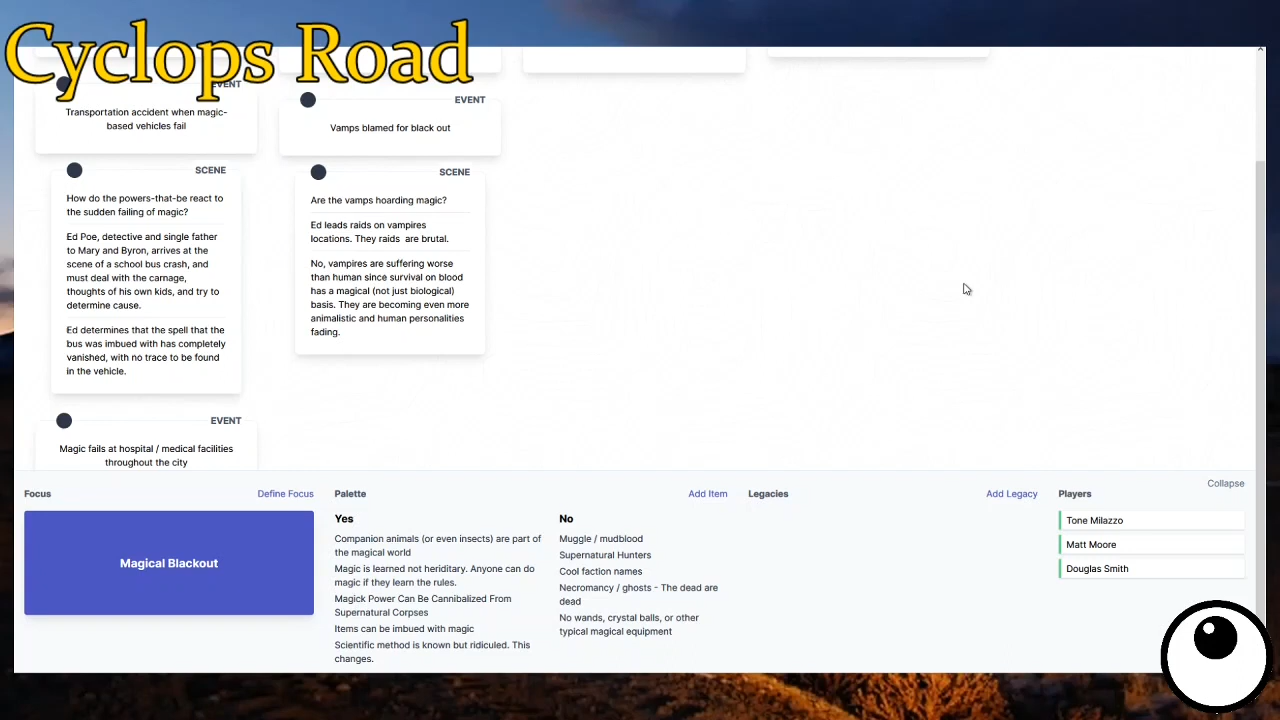 Cyclops Road
EVENT
Transportation accident when magic-
based vehicles fail
SCENE
How do the powers-that-be react to
the sudden failing of magic?
Ed Poe, detective and single father
to Mary and Byron, arrives at the
scene of a school bus crash, and
must deal with the carnage,
thoughts of his own kids, and try to
determine cause.
Ed determines that the spell that the
bus was imbued with has completely
vanished, with no trace to be found
in the vehicle.
EVENT
Magic fails at hospital / medical facilities
throughout the city
EVENT
Vamps blamed for black out
SCENE
Are the vamps hoarding magic?
Ed leads raids on vampires
locations. They raids  are brutal.
No, vampires are suffering worse
than human since survival on blood
has a magical (not just biological)
basis. They are becoming even more
animalistic and human personalities
fading.
Collapse
Focus
Define Focus
Magical Blackout
Palette
Add Item
Yes
Companion animals (or even insects) are part of
the magical world
Magic is learned not heriditary. Anyone can do
magic if they learn the rules.
Magick Power Can Be Cannibalized From
Supernatural Corpses
Items can be imbued with magic
Scientific method is known but ridiculed. This
changes.
No
Muggle / mudblood
Supernatural Hunters
Cool faction names
Necromancy / ghosts - The dead are
dead
No wands, crystal balls, or other
typical magical equipment
Legacies
Add Legacy
Players
Tone Milazzo
Matt Moore
Douglas Smith